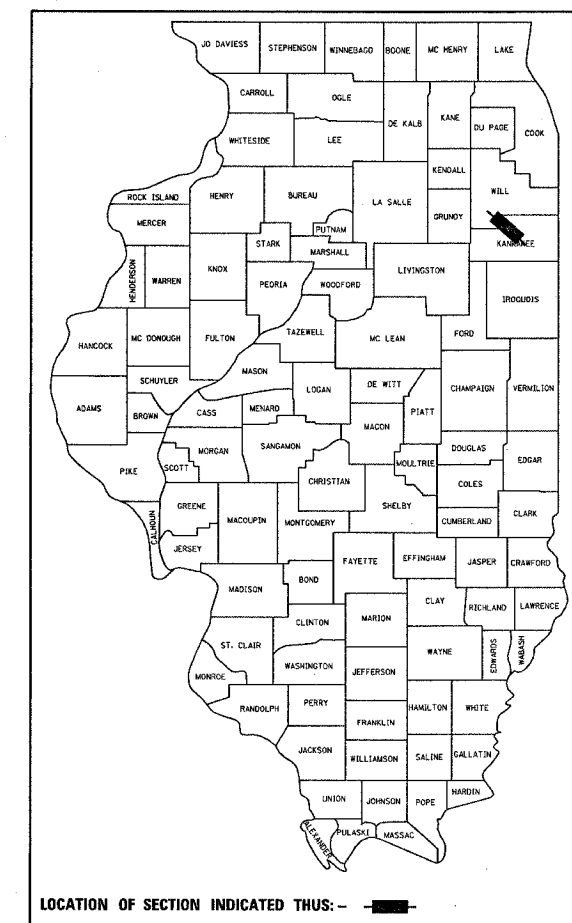 JO DAVIESS STEPHENSON WINNEBAGO BOONE MC HENRY LAKE
CARROLL OGLE DE KALB KANE DU PAGE COOK
WHITESIDE LEE KENDALL WILL
ROCK ISLAND HENRY BUREAU LA SALLE GRUNDY
MERCER PUTNAM KANKAKEE
STARK MARSHALL
HENDERSON WARREN KNOX PEORIA WOODFORD LIVINGSTON IROQUOIS
HANCOCK MC DONOUGH FULTON TAZEWELL MC LEAN FORD
MASON
SCHUYLER LOGAN DE WITT CHAMPAIGN VERMILION
ADAMS BROWN CASS MENARD MACON PIATT
MORGAN SANGAMON DOUGLAS EDGAR
PIKE SCOTT CHRISTIAN MOULTRIE COLES
GREENE MACOUPIN MONTGOMERY SHELBY CUMBERLAND CLARK
CALHOUN JERSEY
FAYETTE EFFINGHAM JASPER CRAWFORD
MADISON BOND CLAY RICHLAND LAWRENCE
CLINTON MARION
ST. CLAIR WAYNE EDWARDS WABASH
WASHINGTON JEFFERSON
MONROE
RANDOLPH PERRY HAMILTON WHITE
FRANKLIN
JACKSON WILLIAMSON SALINE GALLATIN
UNION JOHNSON POPE HARDIN
ALEXANDER PULASKI MASSAC
LOCATION OF SECTION INDICATED THUS: -